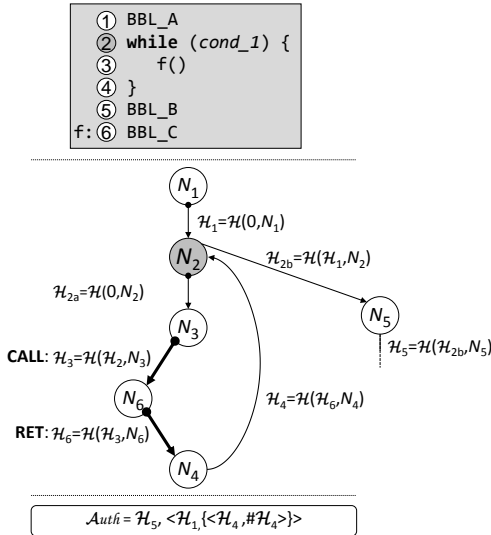 ① BBL_A
② while (cond_1) {
③ f()
④ }
⑤ BBL_B
f: ⑥ BBL_C
N₁
ℋ₁=ℋ(0,N₁)
N₂
ℋ₂b=ℋ(ℋ₁,N₂)
ℋ₂a=ℋ(0,N₂)
N₃
N₅
CALL: ℋ₃=ℋ(ℋ₂,N₃)
ℋ₅=ℋ(ℋ₂b,N₅)
N₆
ℋ₄=ℋ(ℋ₆,N₄)
RET: ℋ₆=ℋ(ℋ₃,N₆)
N₄
𝒜uth = ℋ₅, <ℋ₁,{<ℋ₄,#ℋ₄>}>